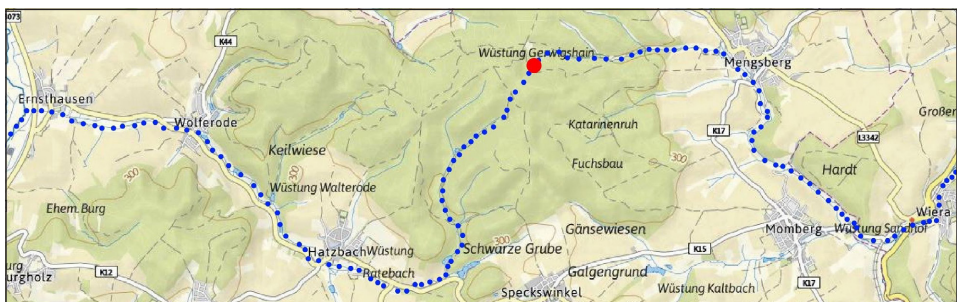 3073
K44
Wüstung Gerwigshain
Mengsberg
Ernsthausen
Wolferode
Großer
Katarinenruh
K17
L3342
Keilwiese
Fuchsbau
300
300
Hardt
Wüstung Walterode
Ehem. Burg
Gänsewiesen
Wiera
Momberg
Wüstung Sandhof
Hatzbach
Wüstung
Ratebach
Schwarze Grube
300
K15
K12
Galgengrund
urg
urgholz
Speckswinkel
Wüstung Kaltbach
K17